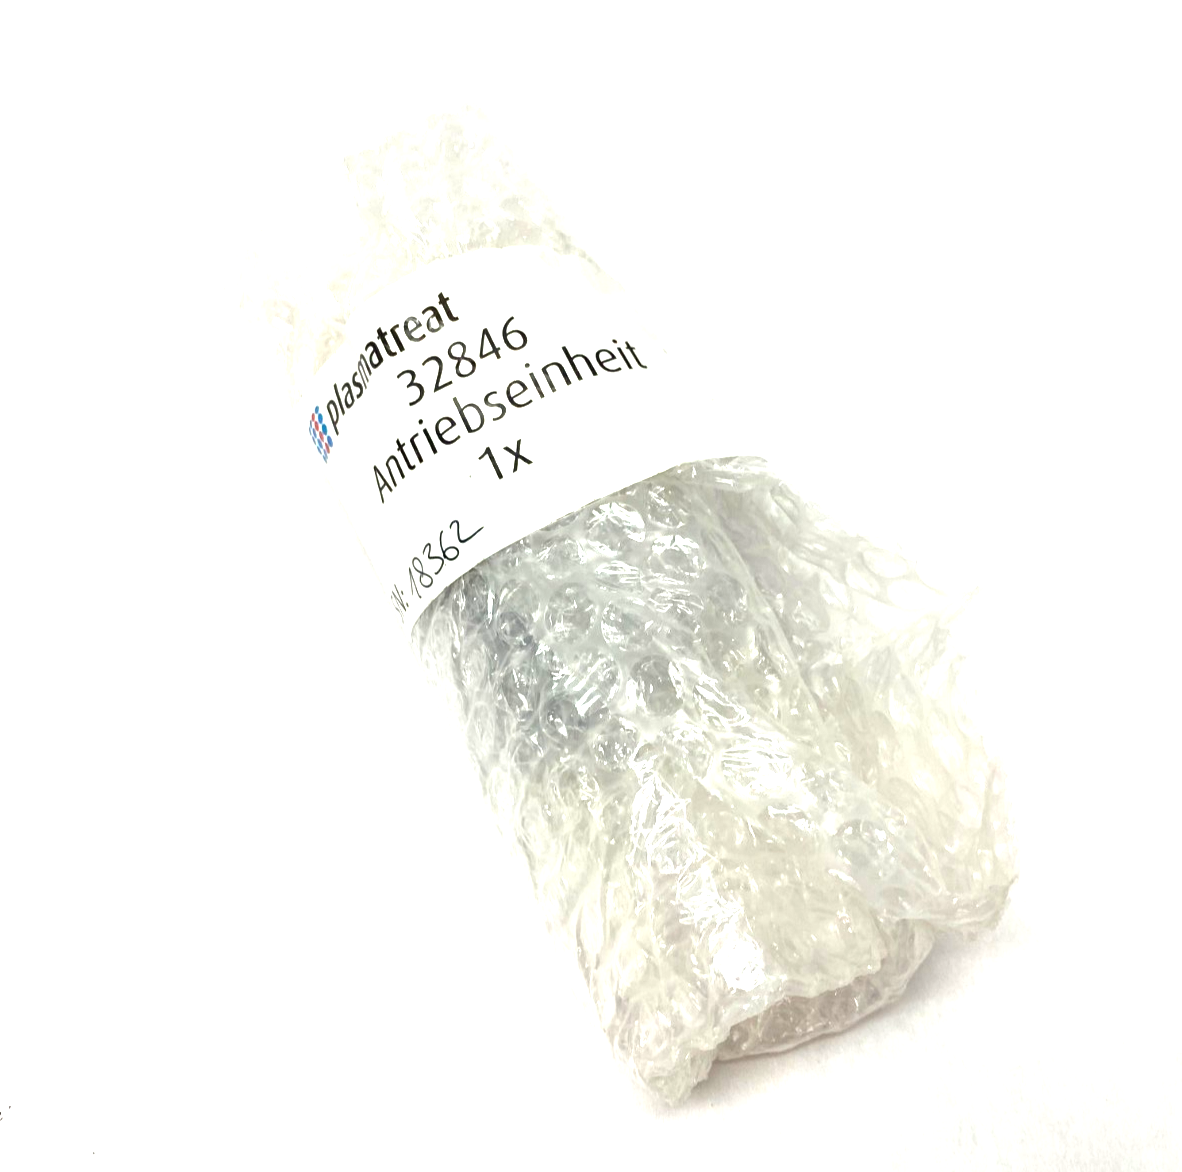 plasmatreat
32846
Antriebseinheit
1x
18362